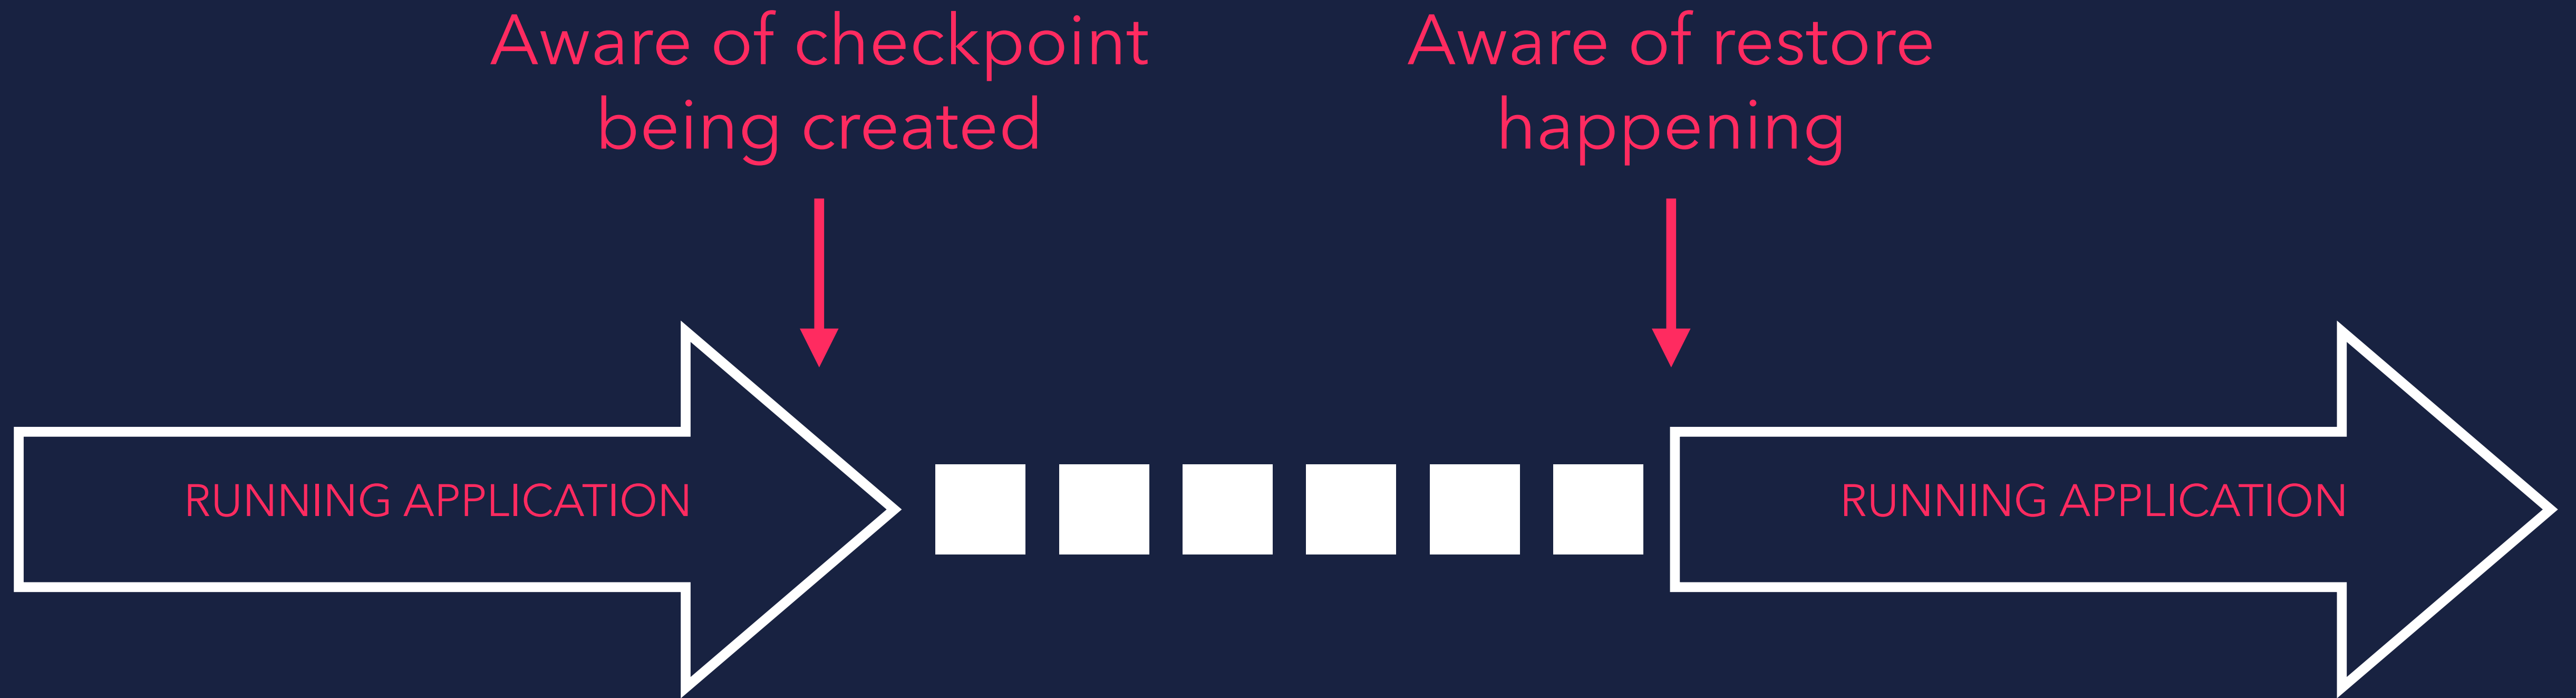 Aware of checkpoint
being created
Aware of restore
happening
RUNNING APPLICATION
RUNNING APPLICATION